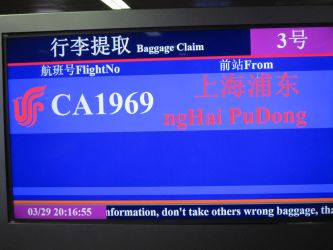 行李提取 Baggage Claim 3号
航班号FlightNo 前站From
CA1969 上海浦东
ngHai PuDong
03/29 20:16:55 nformation, don't take others wrong baggage, tha